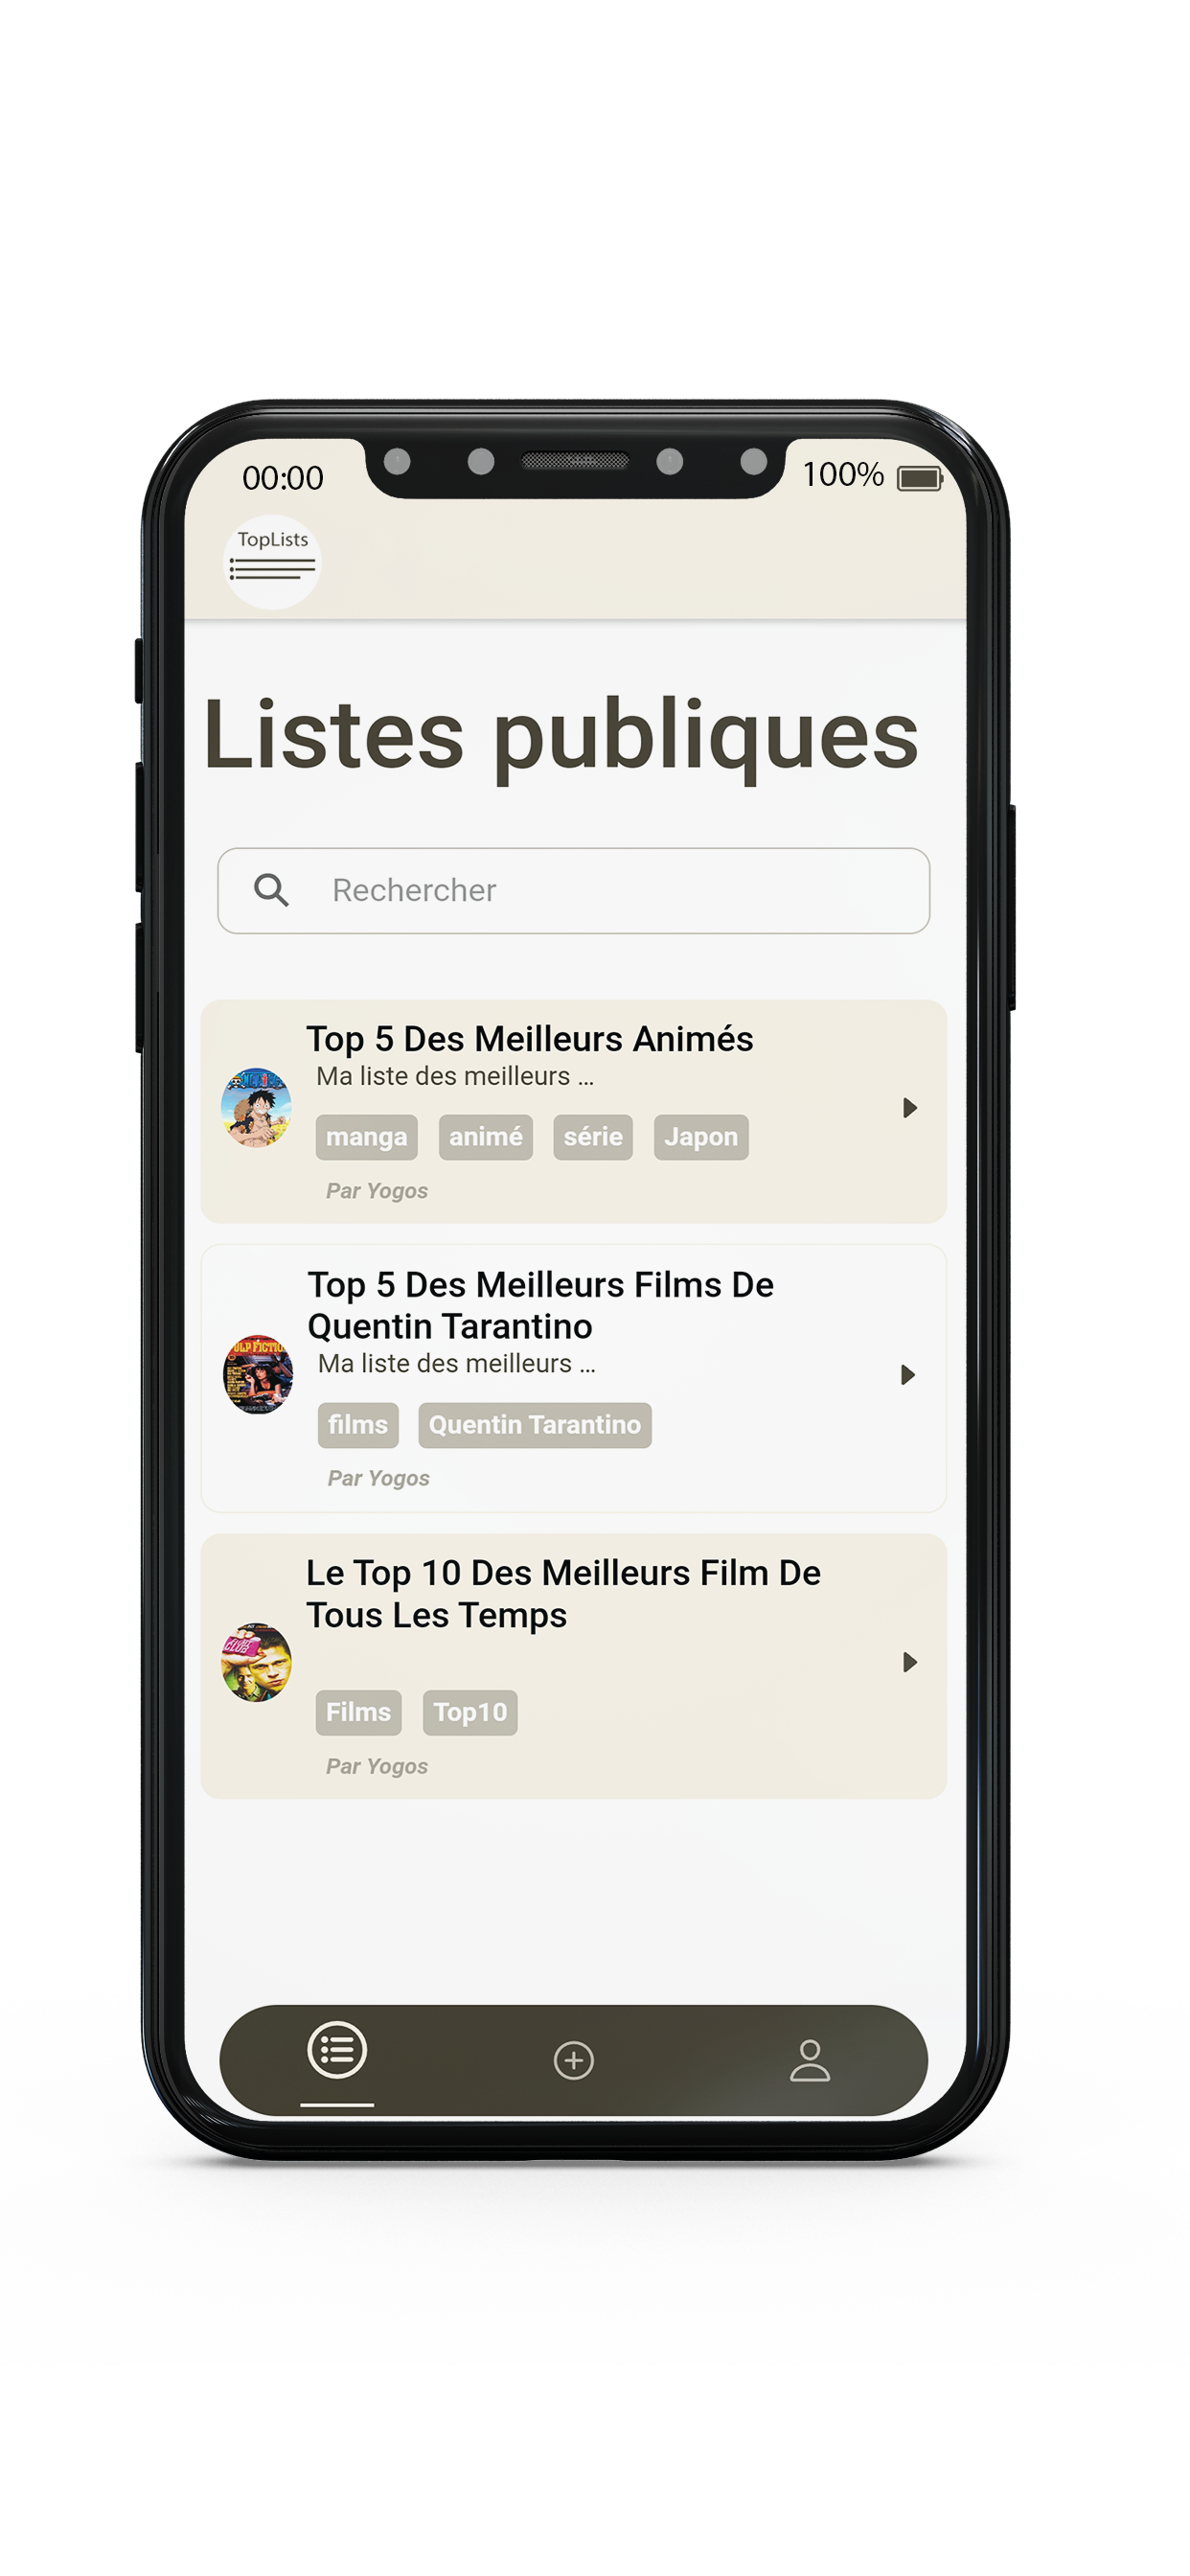 00:00
100%
TopLists
Listes publiques
Rechercher
Top 5 Des Meilleurs Animés
Ma liste des meilleurs ...
manga animé série Japon
Par Yogos
Top 5 Des Meilleurs Films De
Quentin Tarantino
Ma liste des meilleurs ...
films Quentin Tarantino
Par Yogos
Le Top 10 Des Meilleurs Film De
Tous Les Temps
Films Top10
Par Yogos